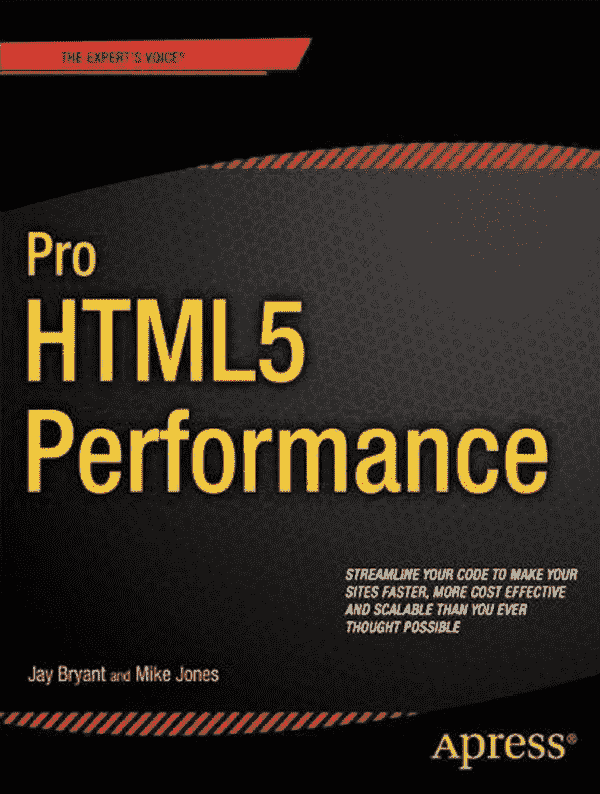 THE EXPERT'S VOICE®
Pro
HTML5
Performance
STREAMLINE YOUR CODE TO MAKE YOUR
SITES FASTER, MORE COST EFFECTIVE
AND SCALABLE THAN YOU EVER
THOUGHT POSSIBLE
Jay Bryant and Mike Jones
Apress®